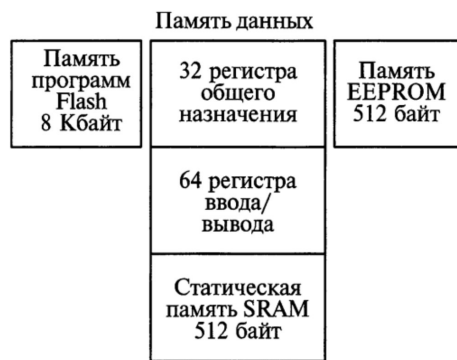 Память данных
Память
программ
Flash
8 Кбайт
32 регистра
общего
назначения
Память
EEPROM
512 байт
64 регистра
ввода/
вывода
Статическая
память SRAM
512 байт